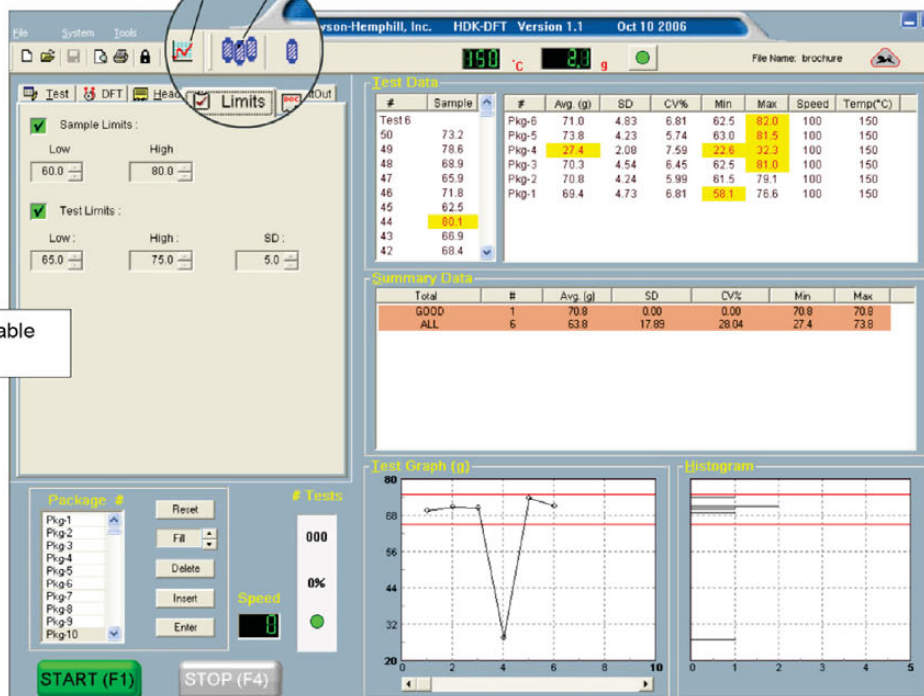 yson-Hemphill, Inc. HDK-DFT Version 1.1 Oct 10 2006
File System Tools
150 °C 2.1 g File Name: brochure
Test DFT Head Limits DOC tOut
Sample Limits :
Low High
60.0 80.0
Test Limits :
Low : High : SD :
65.0 75.0 5.0
able
Test Data
# Sample
Test 6
50 73.2
49 78.6
48 68.9
47 65.9
46 71.8
45 62.5
44 80.1
43 66.9
42 68.4
# Avg. (g) SD CV% Min Max Speed Temp(°C)
Pkg-6 71.0 4.83 6.81 62.5 82.0 100 150
Pkg-5 73.8 4.23 5.74 63.0 81.5 100 150
Pkg-4 27.4 2.08 7.59 22.6 32.3 100 150
Pkg-3 70.3 4.54 6.45 62.5 81.0 100 150
Pkg-2 70.8 4.24 5.99 61.5 79.1 100 150
Pkg-1 69.4 4.73 6.81 58.1 76.6 100 150
Summary Data
Total # Avg. (g) SD CV% Min Max
GOOD 1 70.8 0.00 0.00 70.8 70.8
ALL 6 63.8 17.89 28.04 27.4 73.8
Package #
Pkg-1
Pkg-2
Pkg-3
Pkg-4
Pkg-5
Pkg-6
Pkg-7
Pkg-8
Pkg-9
Pkg-10
Reset
Fill
Delete
Insert
Enter
Speed
0
# Tests
000
0%
START (F1) STOP (F4)
Test Graph (g)
80
68
56
44
32
20
0 2 4 6 8 10
Histogram
0 1 2 3 4 5